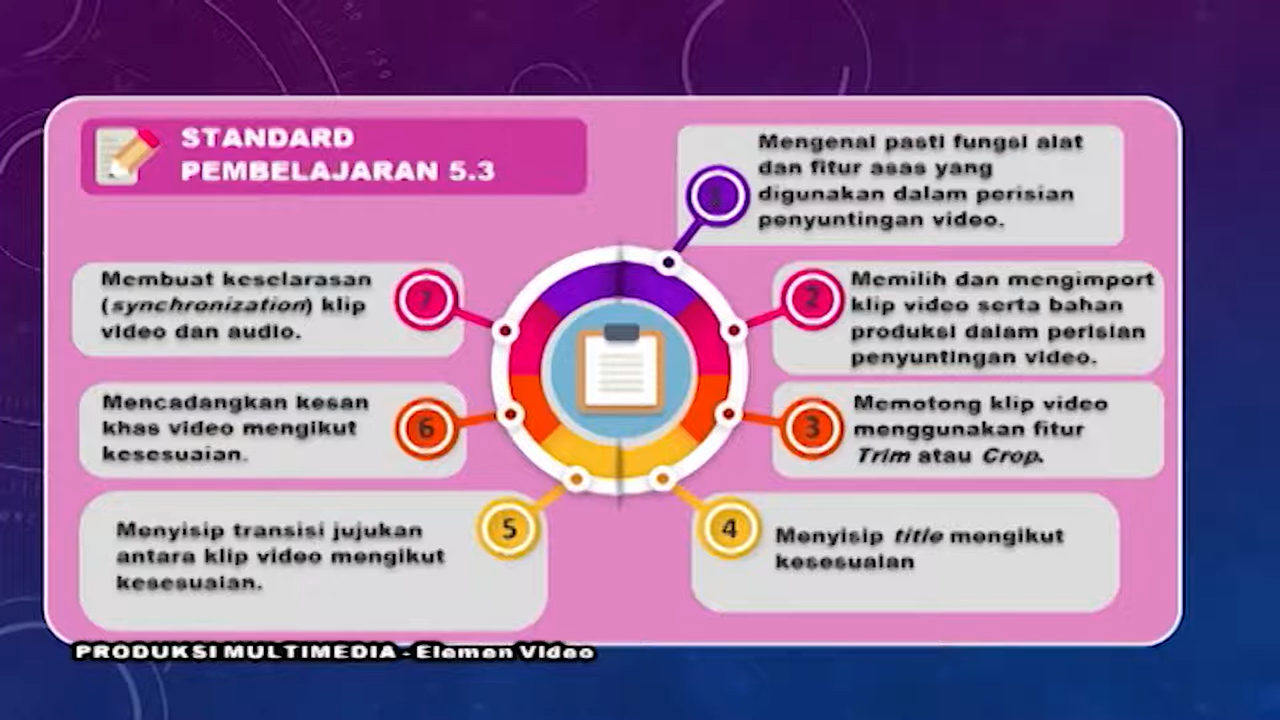 STANDARD
PEMBELAJARAN 5.3
1
Mengenal pasti fungsi alat
dan fitur asas yang
digunakan dalam perisian
penyuntingan video.
2
Memilih dan mengimport
klip video serta bahan
produksi dalam perisian
penyuntingan video.
3
Memotong klip video
menggunakan fitur
Trim atau Crop.
4
Menyisip title mengikut
kesesuaian
5
Menyisip transisi jujukan
antara klip video mengikut
kesesuaian.
6
Mencadangkan kesan
khas video mengikut
kesesuaian.
7
Membuat keselarasan
(synchronization) klip
video dan audio.
PRODUKSI MULTIMEDIA - Elemen Video